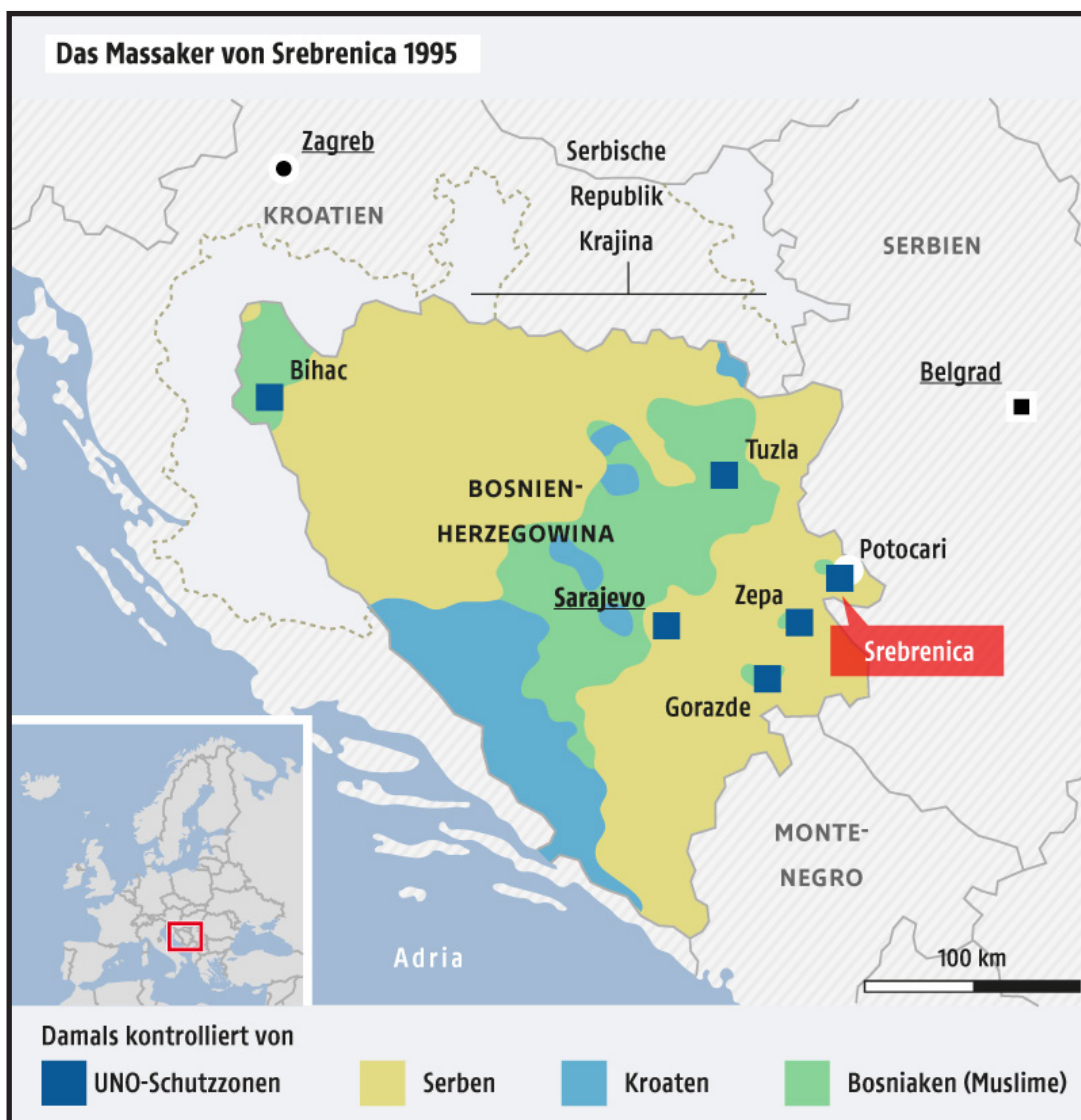 Das Massaker von Srebrenica 1995
Zagreb
KROATIEN
Serbische
Republik
Krajina
SERBIEN
Belgrad
Bihac
Tuzla
BOSNIEN-
HERZEGOWINA
Potocari
Sarajevo
Zepa
Srebrenica
Gorazde
MONTE-
NEGRO
Adria
100 km
Damals kontrolliert von
UNO-Schutzzonen
Serben
Kroaten
Bosniaken (Muslime)